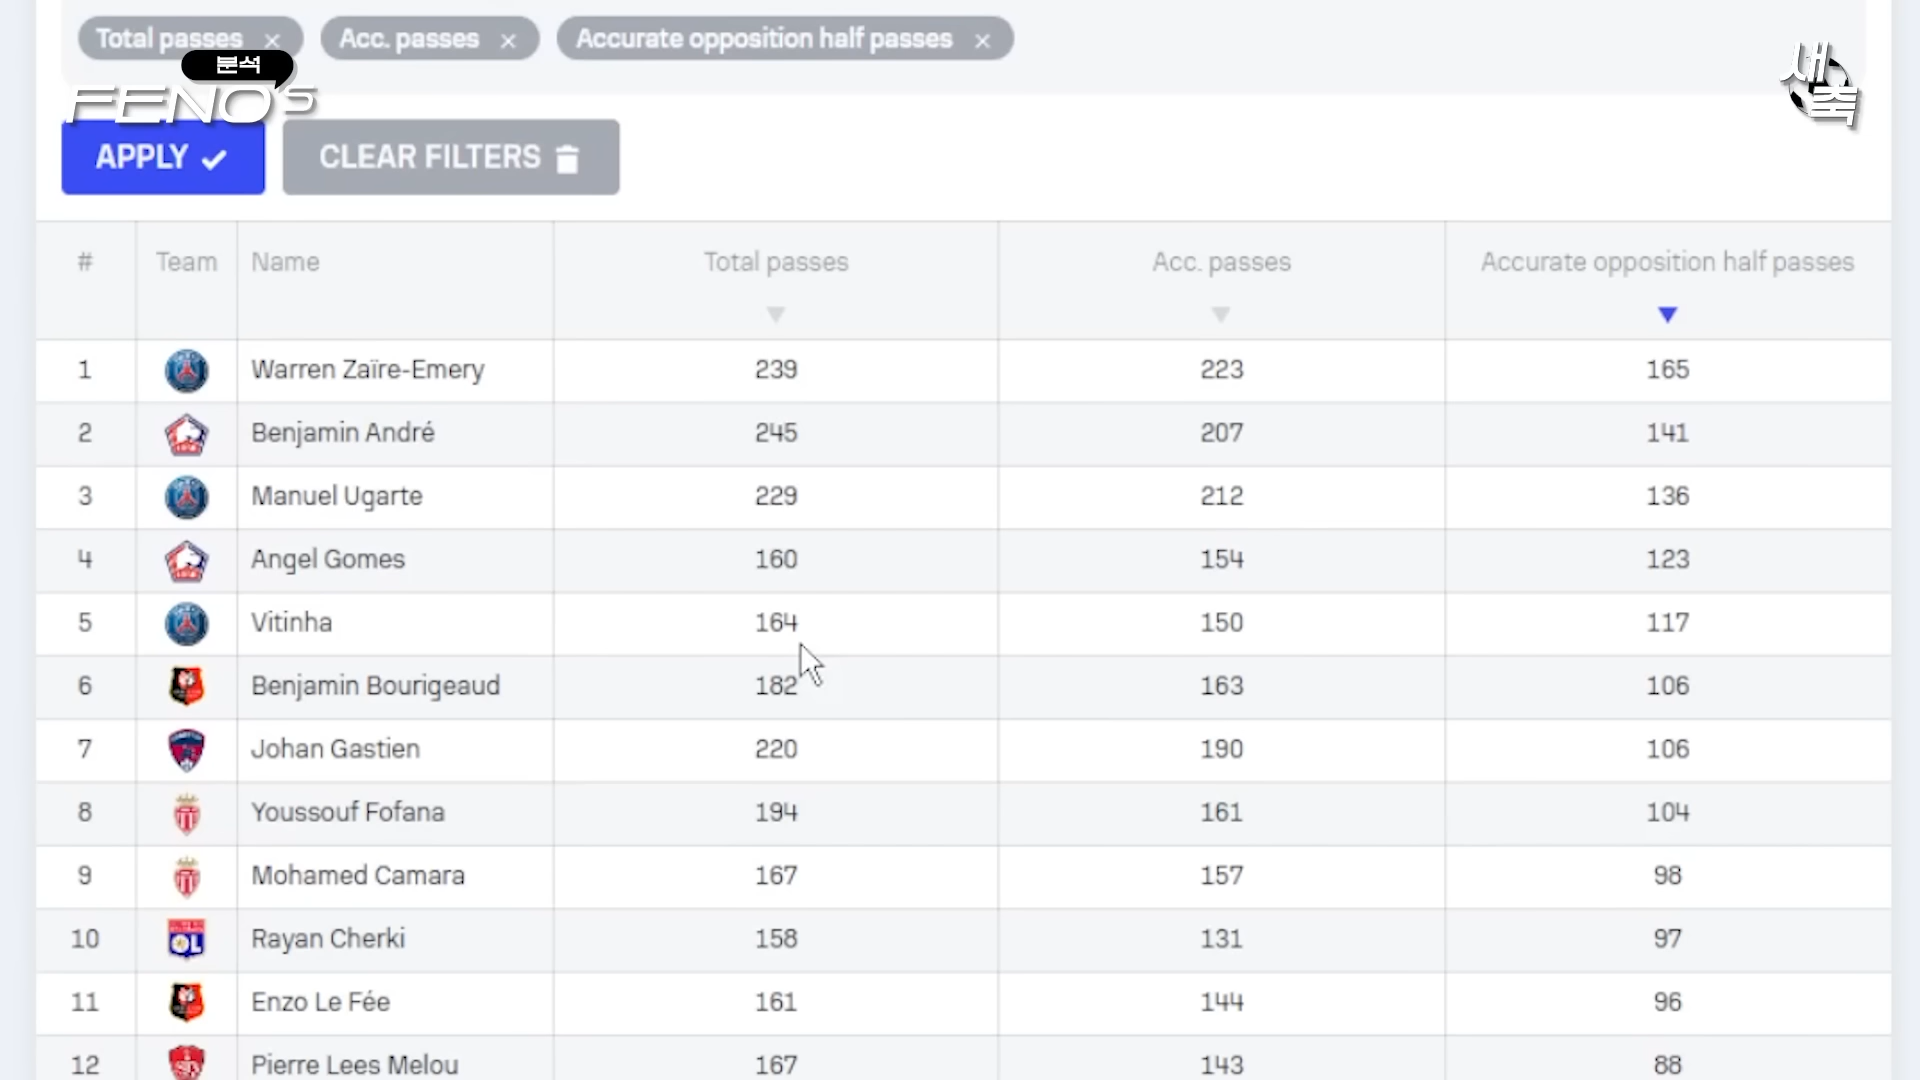 Total passes × Acc. passes × Accurate opposition half passes ×
분석
FENO'S
새축
APPLY CLEAR FILTERS
# Team Name Total passes Acc. passes Accurate opposition half passes
1 Warren Zaïre-Emery 239 223 165
2 Benjamin André 245 207 141
3 Manuel Ugarte 229 212 136
4 Angel Gomes 160 154 123
5 Vitinha 164 150 117
6 Benjamin Bourigeaud 182 163 106
7 Johan Gastien 220 190 106
8 Youssouf Fofana 194 161 104
9 Mohamed Camara 167 157 98
10 OL Rayan Cherki 158 131 97
11 Enzo Le Fée 161 144 96
12 Pierre Lees Melou 167 143 88